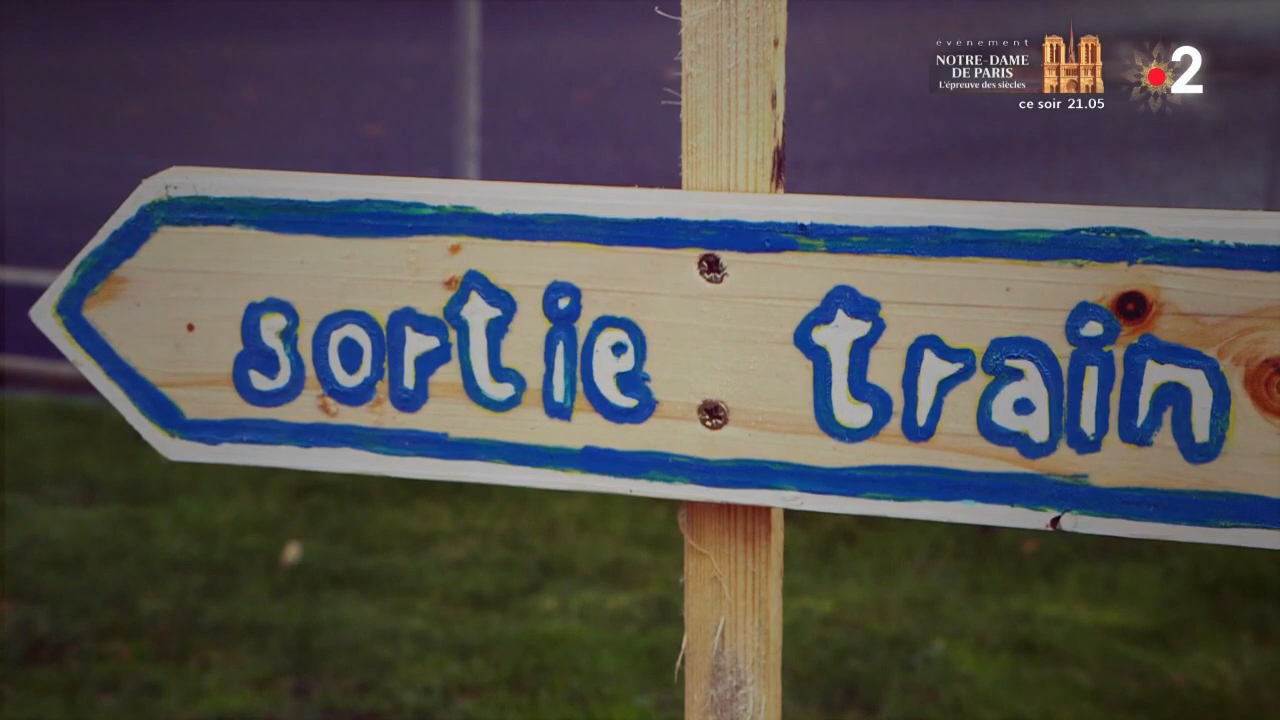 évènement
NOTRE-DAME
DE PARIS
L'épreuve des siècles
ce soir 21.05
2
sortie train